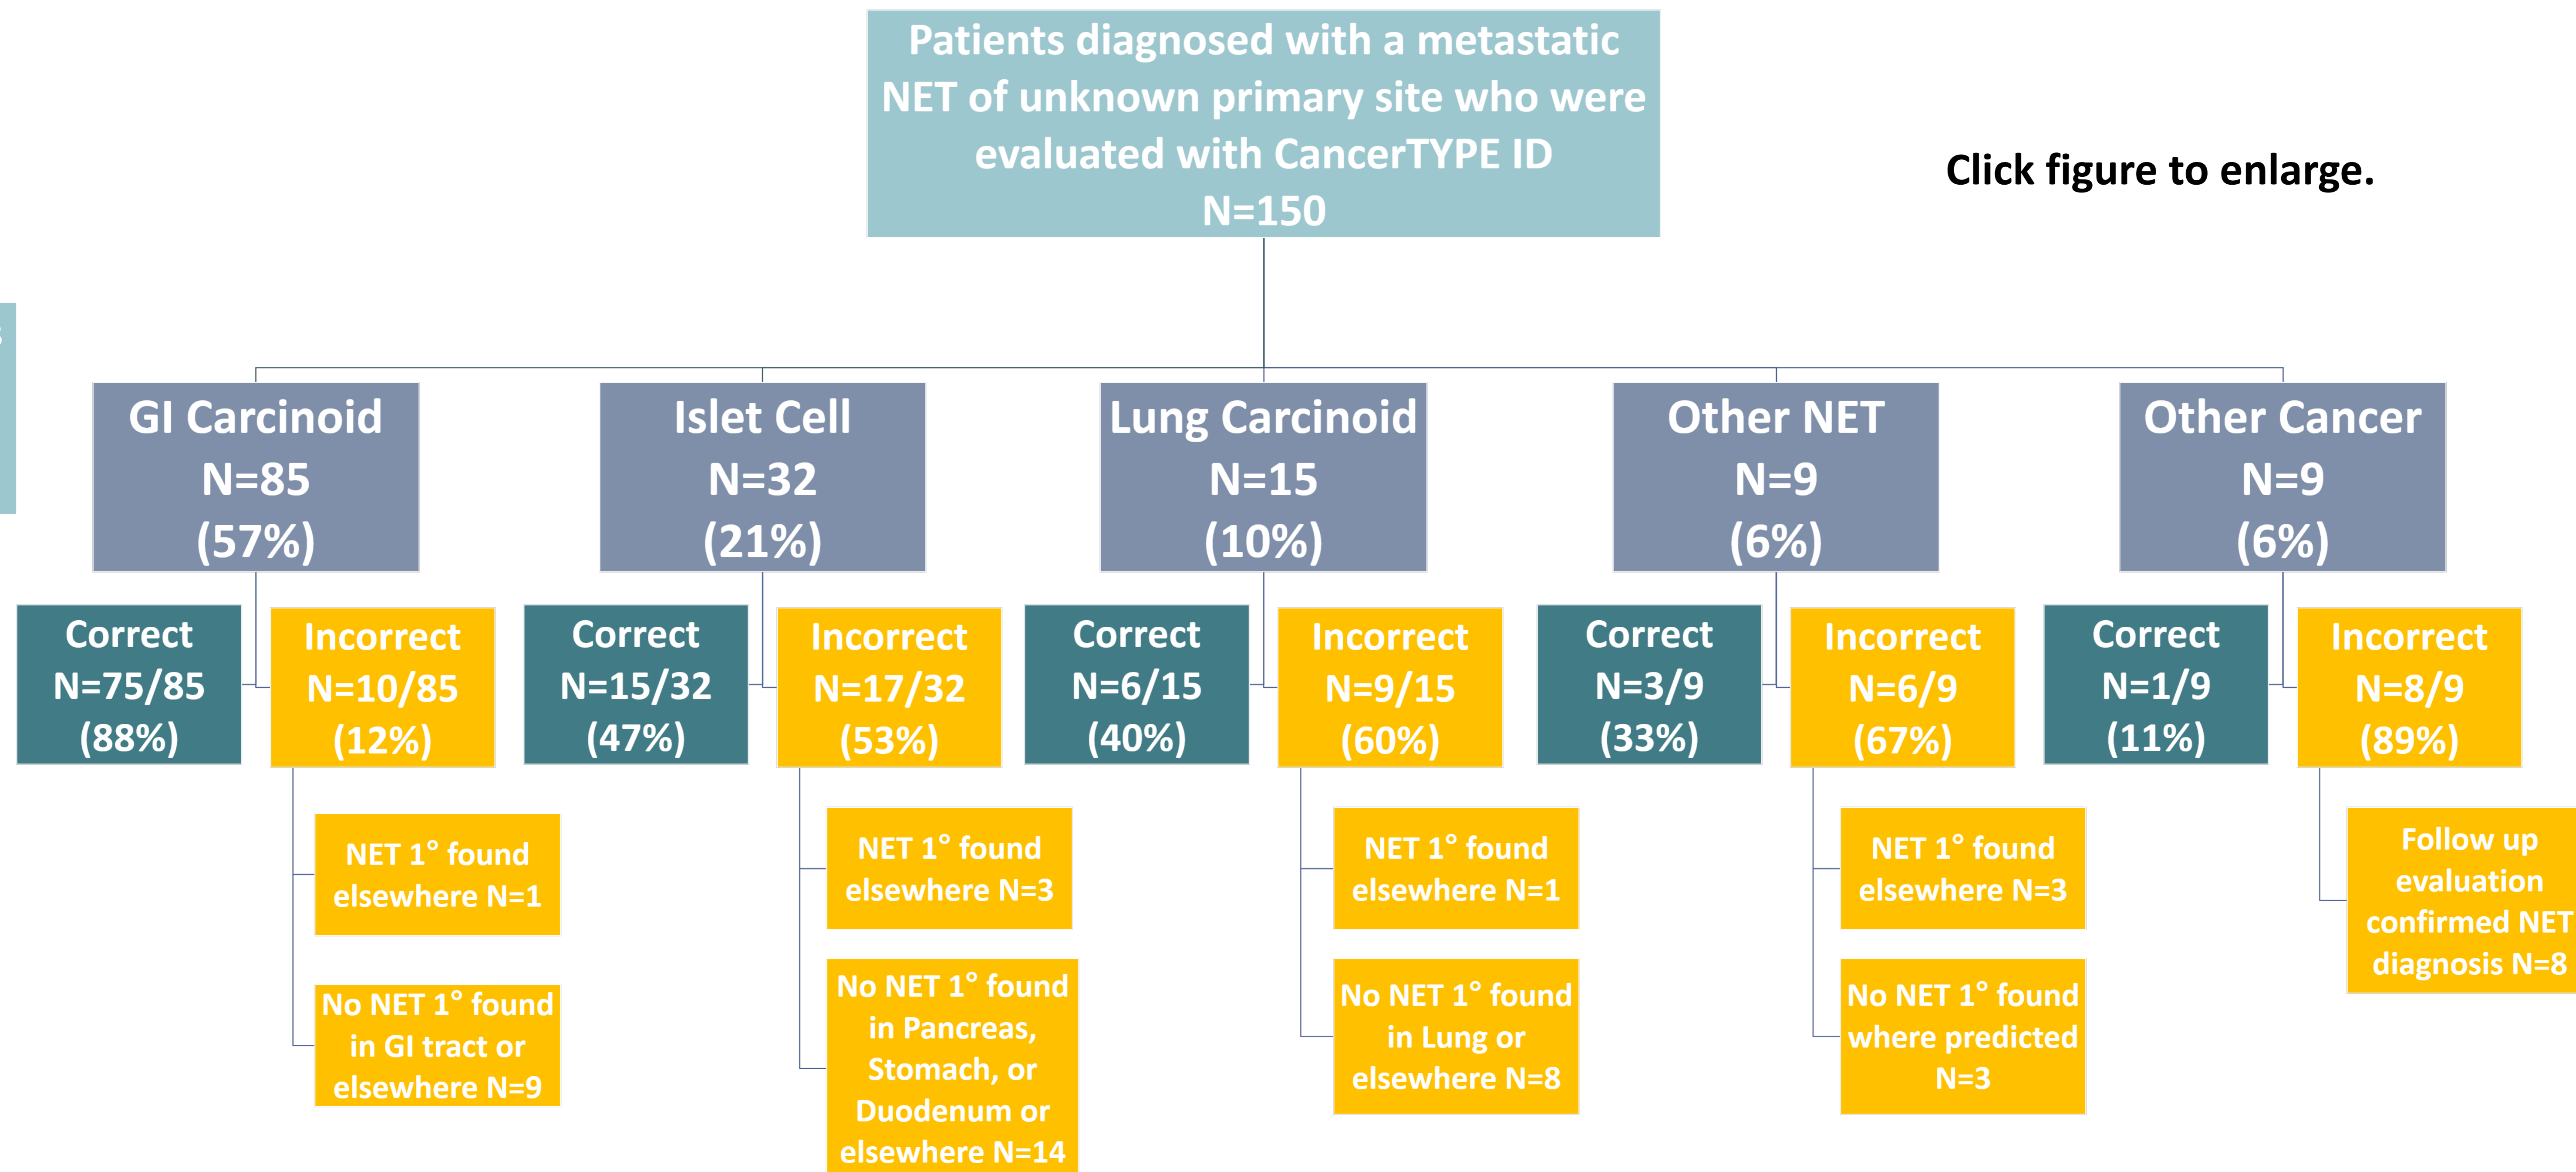 Patients diagnosed with a metastatic
NET of unknown primary site who were
evaluated with CancerTYPE ID
N=150
Click figure to enlarge.
GI Carcinoid
N=85
(57%)
Islet Cell
N=32
(21%)
Lung Carcinoid
N=15
(10%)
Other NET
N=9
(6%)
Other Cancer
N=9
(6%)
Correct
N=75/85
(88%)
Incorrect
N=10/85
(12%)
Correct
N=15/32
(47%)
Incorrect
N=17/32
(53%)
Correct
N=6/15
(40%)
Incorrect
N=9/15
(60%)
Correct
N=3/9
(33%)
Incorrect
N=6/9
(67%)
Correct
N=1/9
(11%)
Incorrect
N=8/9
(89%)
NET 1° found
elsewhere N=1
No NET 1° found
in GI tract or
elsewhere N=9
NET 1° found
elsewhere N=3
No NET 1° found
in Pancreas,
Stomach, or
Duodenum or
elsewhere N=14
NET 1° found
elsewhere N=1
No NET 1° found
in Lung or
elsewhere N=8
NET 1° found
elsewhere N=3
No NET 1° found
where predicted
N=3
Follow up
evaluation
confirmed NET
diagnosis N=8